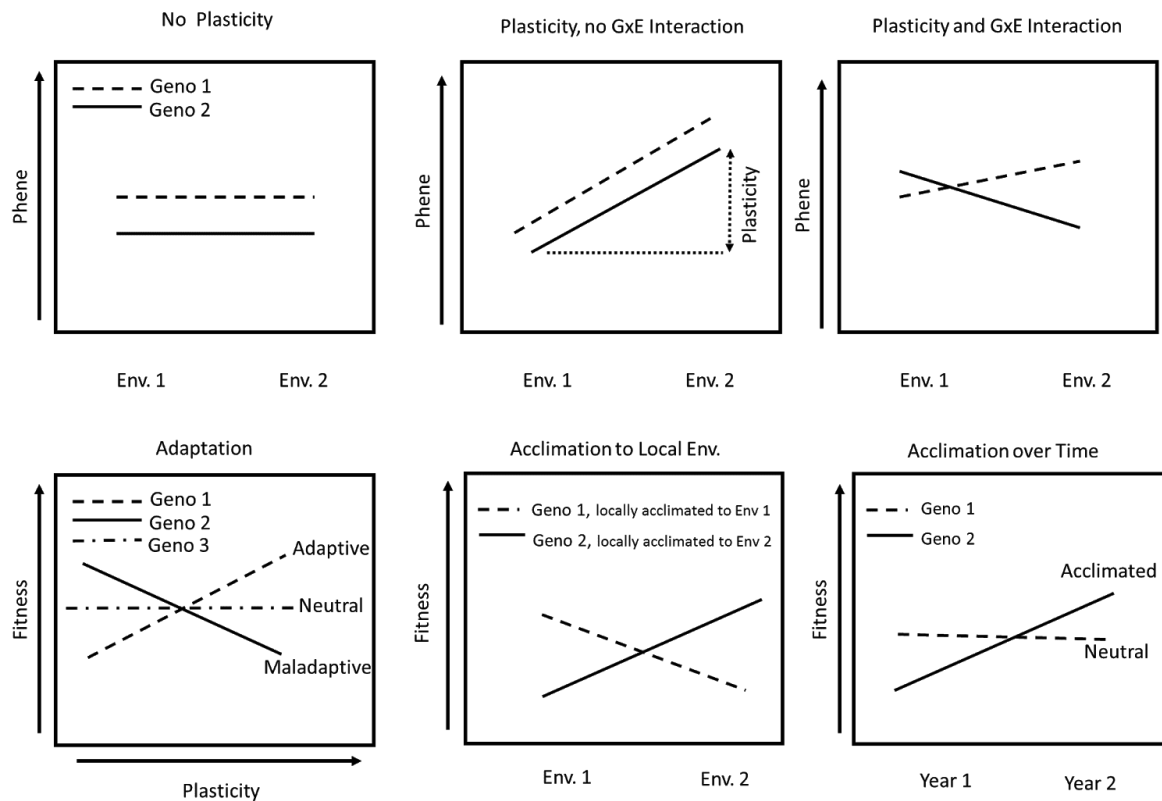 No Plasticity
Geno 1
Geno 2
Phene
Env. 1
Env. 2
Plasticity, no GxE Interaction
Phene
Plasticity
Env. 1
Env. 2
Plasticity and GxE Interaction
Phene
Env. 1
Env. 2
Adaptation
Geno 1
Geno 2
Geno 3
Adaptive
Neutral
Maladaptive
Fitness
Plasticity
Acclimation to Local Env.
Geno 1, locally acclimated to Env 1
Geno 2, locally acclimated to Env 2
Fitness
Env. 1
Env. 2
Acclimation over Time
Geno 1
Geno 2
Acclimated
Neutral
Fitness
Year 1
Year 2